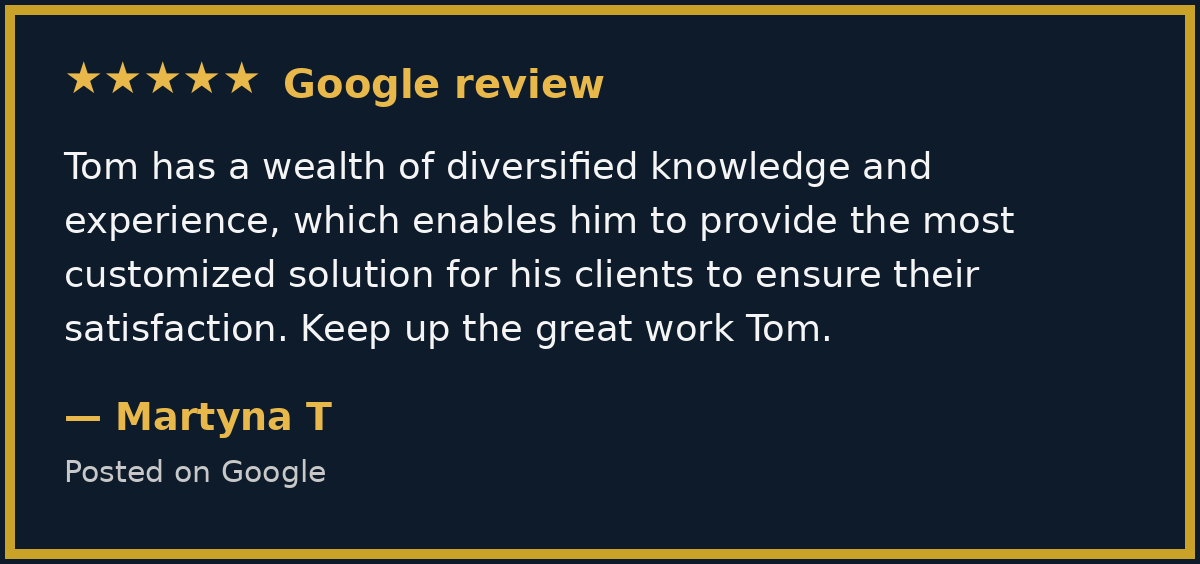 ★★★★★ Google review
Tom has a wealth of diversified knowledge and
experience, which enables him to provide the most
customized solution for his clients to ensure their
satisfaction. Keep up the great work Tom.
— Martyna T
Posted on Google